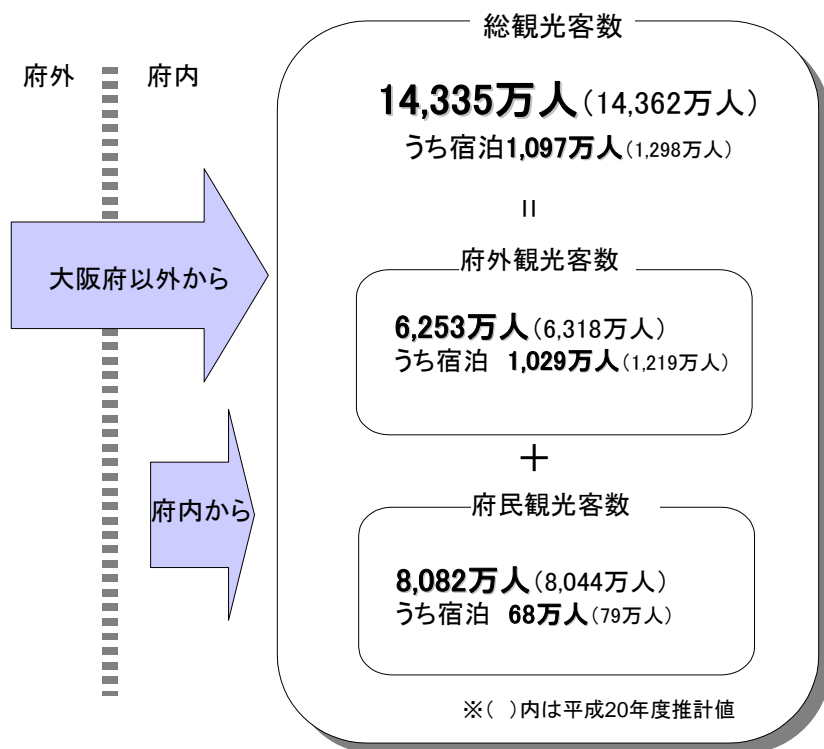 総観光客数
府外 府内
14,335万人(14,362万人)
うち宿泊1,097万人(1,298万人)
=
大阪府以外から
府外観光客数
6,253万人(6,318万人)
うち宿泊 1,029万人(1,219万人)
+
府内から
府民観光客数
8,082万人(8,044万人)
うち宿泊 68万人(79万人)
※( )内は平成20年度推計値